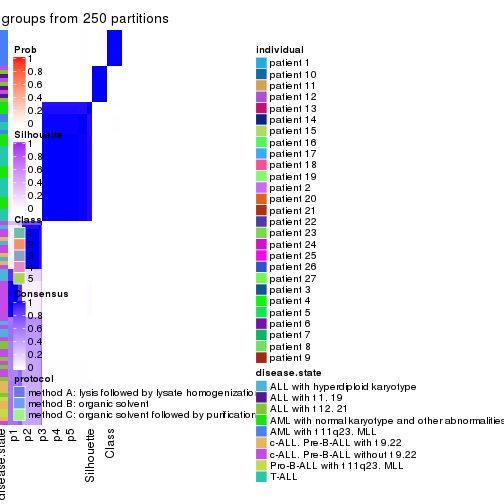 groups from 250 partitions
Prob
1
0.8
0.6
0.4
0.2
0
Silhouette
1
0.8
0.6
0.4
0.2
0
Class
1
2
3
4
5
Consensus
1
0.8
0.6
0.4
0.2
0
protocol
method A: lysis followed by lysate homogenizatio
method B: organic solvent
method C: organic solvent followed by purification
disease.state
p1
p2
p3
p4
p5
Silhouette
Class
individual
patient 1
patient 10
patient 11
patient 12
patient 13
patient 14
patient 15
patient 16
patient 17
patient 18
patient 19
patient 2
patient 20
patient 21
patient 22
patient 23
patient 24
patient 25
patient 26
patient 27
patient 3
patient 4
patient 5
patient 6
patient 7
patient 8
patient 9
disease.state
ALL with hyperdiploid karyotype
ALL with t 1. 19
ALL with t 12. 21
AML with normal karyotype and other abnormalities
AML with t 11q23. MLL
c-ALL. Pre-B-ALL with t 9.22
c-ALL. Pre-B-ALL without t 9.22
Pro-B-ALL with t 11q23. MLL
T-ALL